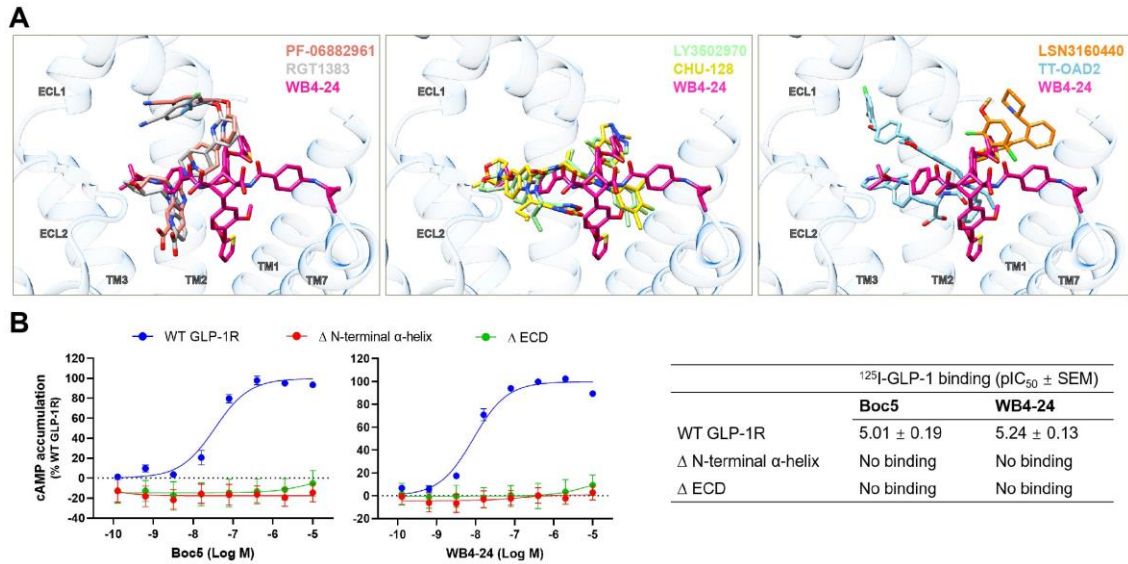 A
PF-06882961
RGT1383
WB4-24
ECL1
ECL2
TM3
TM2
TM1
TM7
LY3502970
CHU-128
WB4-24
ECL1
ECL2
TM3
TM2
TM1
TM7
LSN3160440
TT-OAD2
WB4-24
ECL1
ECL2
TM3
TM2
TM1
TM7
B
WT GLP-1R
Δ N-terminal α-helix
Δ ECD
cAMP accumulation
(% WT GLP-1R)
120
100
80
60
40
20
0
-20
-40
-10 -9 -8 -7 -6 -5
Boc5 (Log M)
120
100
80
60
40
20
0
-20
-10 -9 -8 -7 -6 -5
WB4-24 (Log M)
¹²⁵I-GLP-1 binding (pIC₅₀ ± SEM)
Boc5 WB4-24
WT GLP-1R 5.01 ± 0.19 5.24 ± 0.13
Δ N-terminal α-helix No binding No binding
Δ ECD No binding No binding